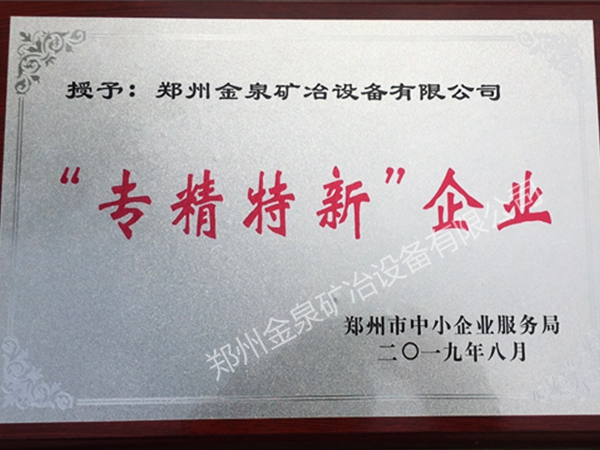 授予：郑州金泉矿冶设备有限公司
“专精特新”企业
郑州市中小企业服务局
二〇一九年八月
郑州金泉矿冶设备有限公司